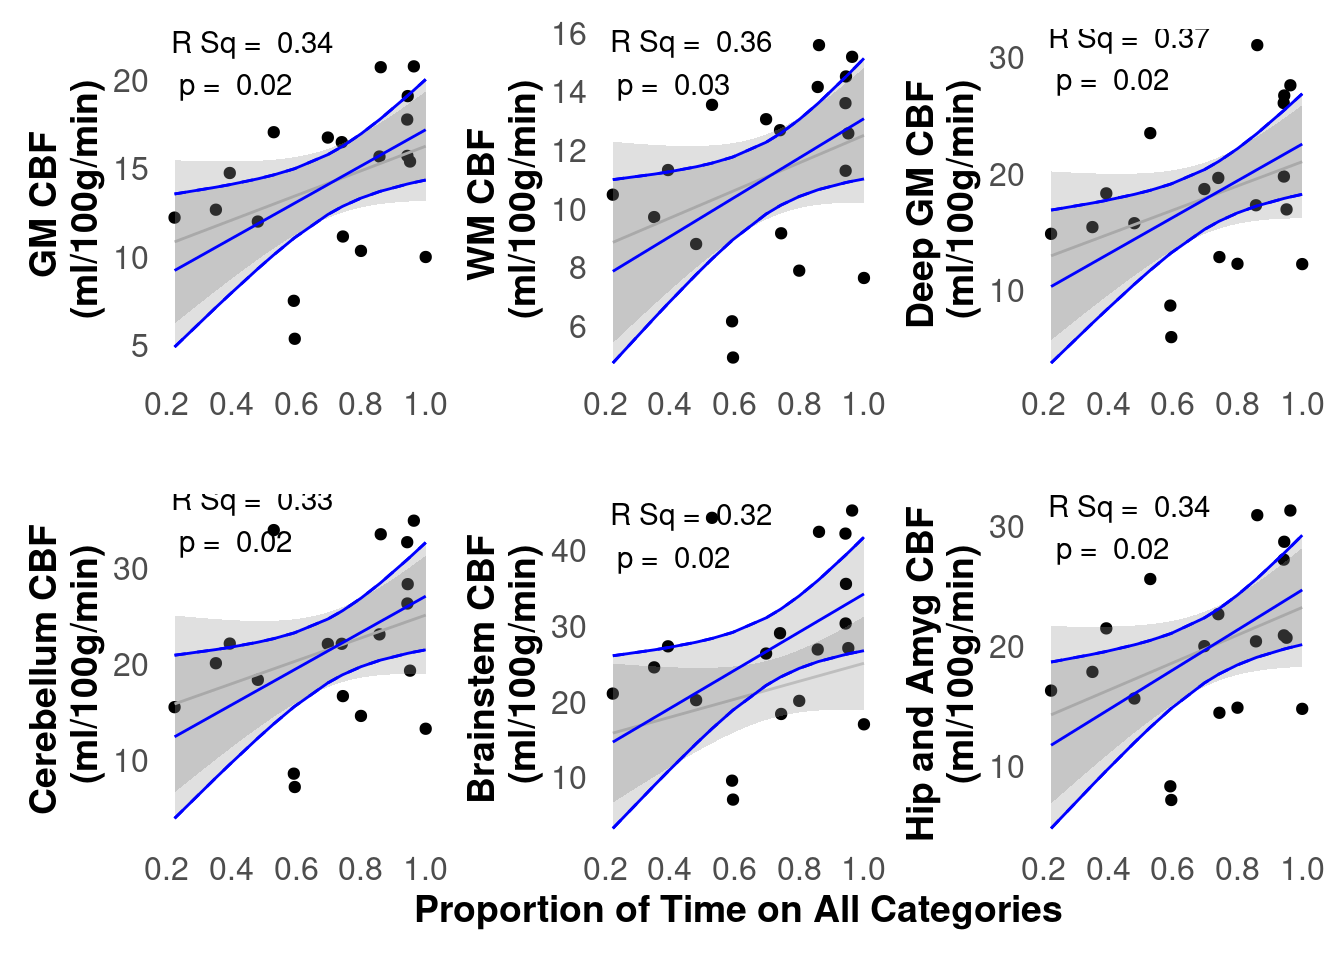 R Sq = 0.34
p = 0.02
GM CBF
(ml/100g/min)
20
15
10
5
0.2 0.4 0.6 0.8 1.0
R Sq = 0.36
p = 0.03
WM CBF
(ml/100g/min)
16
14
12
10
8
6
0.2 0.4 0.6 0.8 1.0
R Sq = 0.37
p = 0.02
Deep GM CBF
(ml/100g/min)
30
20
10
0.2 0.4 0.6 0.8 1.0
R Sq = 0.33
p = 0.02
Cerebellum CBF
(ml/100g/min)
30
20
10
0.2 0.4 0.6 0.8 1.0
R Sq = 0.32
p = 0.02
Brainstem CBF
(ml/100g/min)
40
30
20
10
0.2 0.4 0.6 0.8 1.0
R Sq = 0.34
p = 0.02
Hip and Amyg CBF
(ml/100g/min)
30
20
10
0.2 0.4 0.6 0.8 1.0
Proportion of Time on All Categories